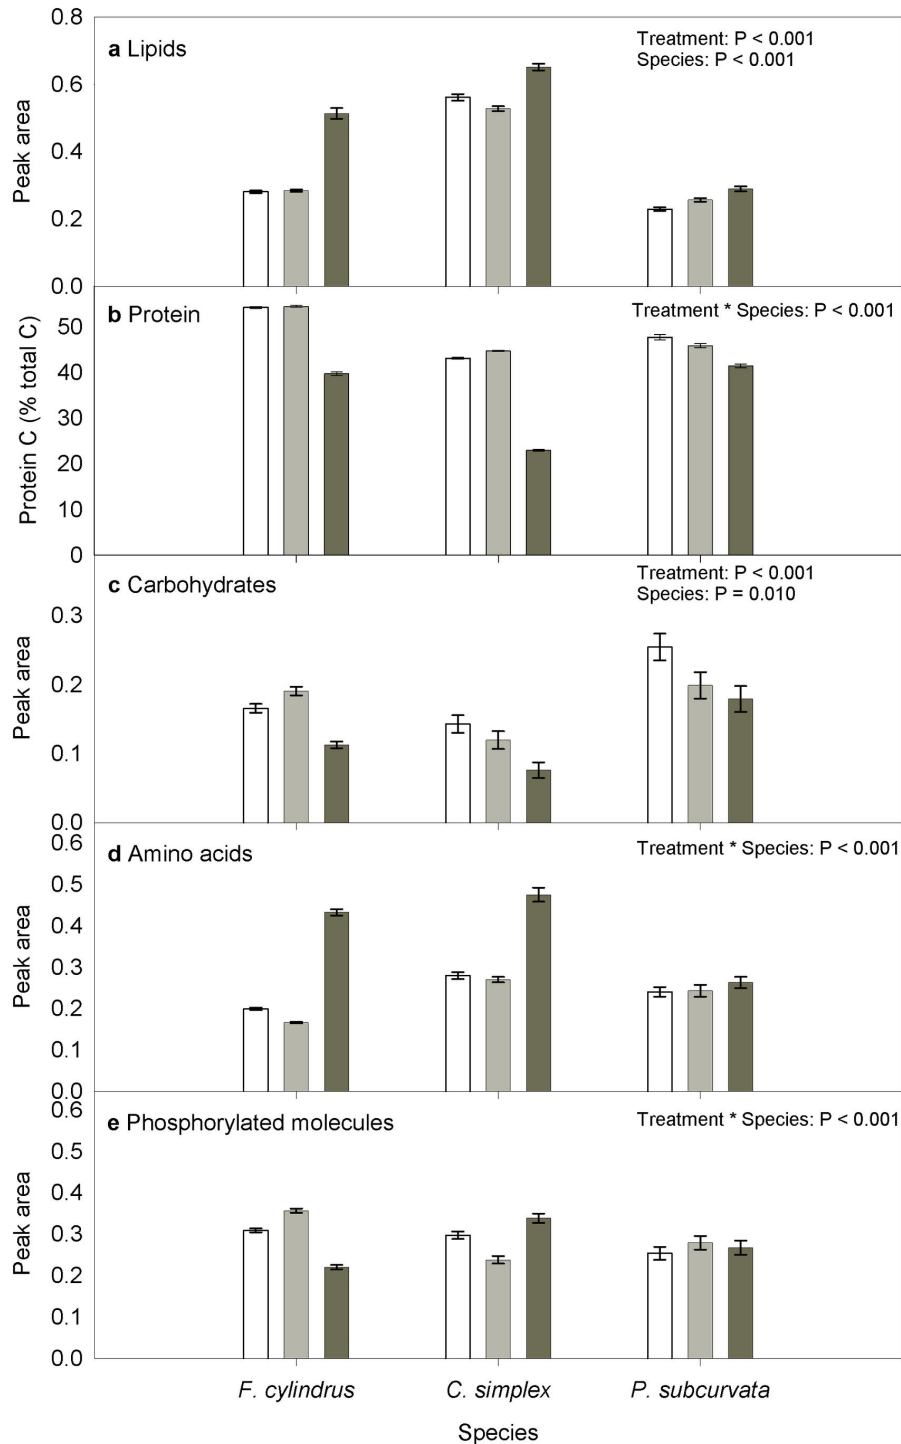 0.8
a Lipids
Treatment: P < 0.001
Species: P < 0.001
0.6
Peak area
0.4
0.2
0.0
b Protein
Treatment * Species: P < 0.001
50
Protein C (% total C)
40
30
20
10
0
c Carbohydrates
Treatment: P < 0.001
Species: P = 0.010
0.3
Peak area
0.2
0.1
0.0
0.6
d Amino acids
Treatment * Species: P < 0.001
0.5
Peak area
0.4
0.3
0.2
0.1
0.0
0.6
e Phosphorylated molecules
Treatment * Species: P < 0.001
0.5
Peak area
0.4
0.3
0.2
0.1
0.0
F. cylindrus
C. simplex
P. subcurvata
Species